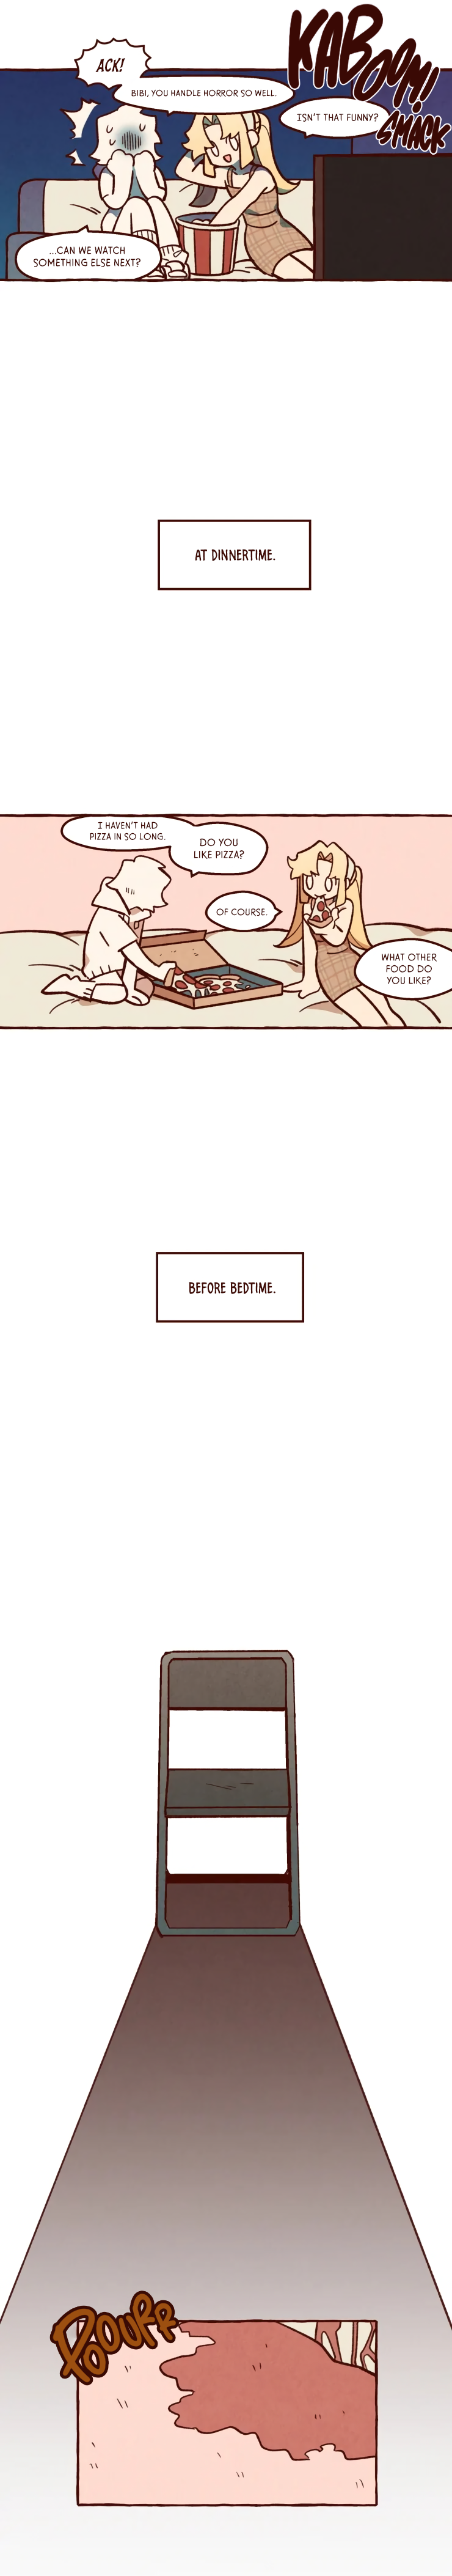 KABOOM!
SMACK
ACK!
BIBI, YOU HANDLE HORROR SO WELL.
ISN'T THAT FUNNY?
...CAN WE WATCH
SOMETHING ELSE NEXT?
AT DINNERTIME.
I HAVEN'T HAD
PIZZA IN SO LONG.
DO YOU
LIKE PIZZA?
OF COURSE.
WHAT OTHER
FOOD DO
YOU LIKE?
BEFORE BEDTIME.
POOURR